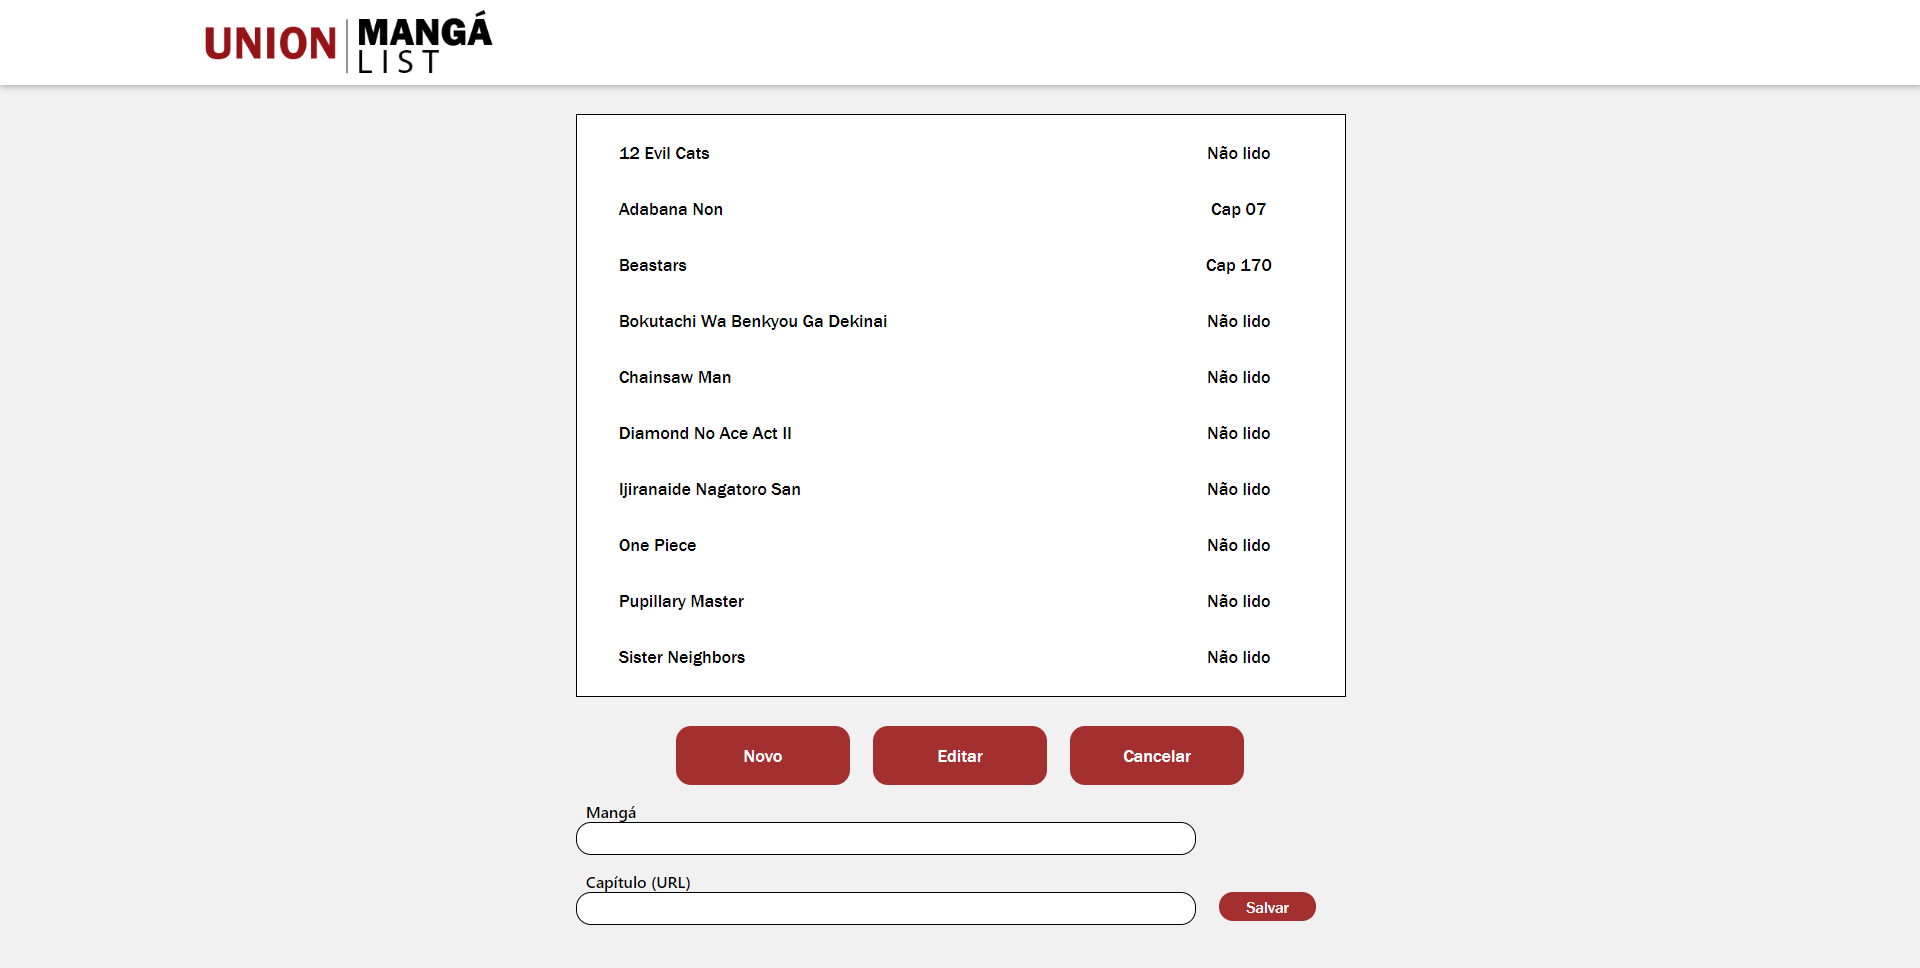 UNION MANGÁ
LIST
12 Evil Cats Não lido
Adabana Non Cap 07
Beastars Cap 170
Bokutachi Wa Benkyou Ga Dekinai Não lido
Chainsaw Man Não lido
Diamond No Ace Act II Não lido
Ijiranaide Nagatoro San Não lido
One Piece Não lido
Pupillary Master Não lido
Sister Neighbors Não lido
Novo Editar Cancelar
Mangá
Capítulo (URL)
Salvar